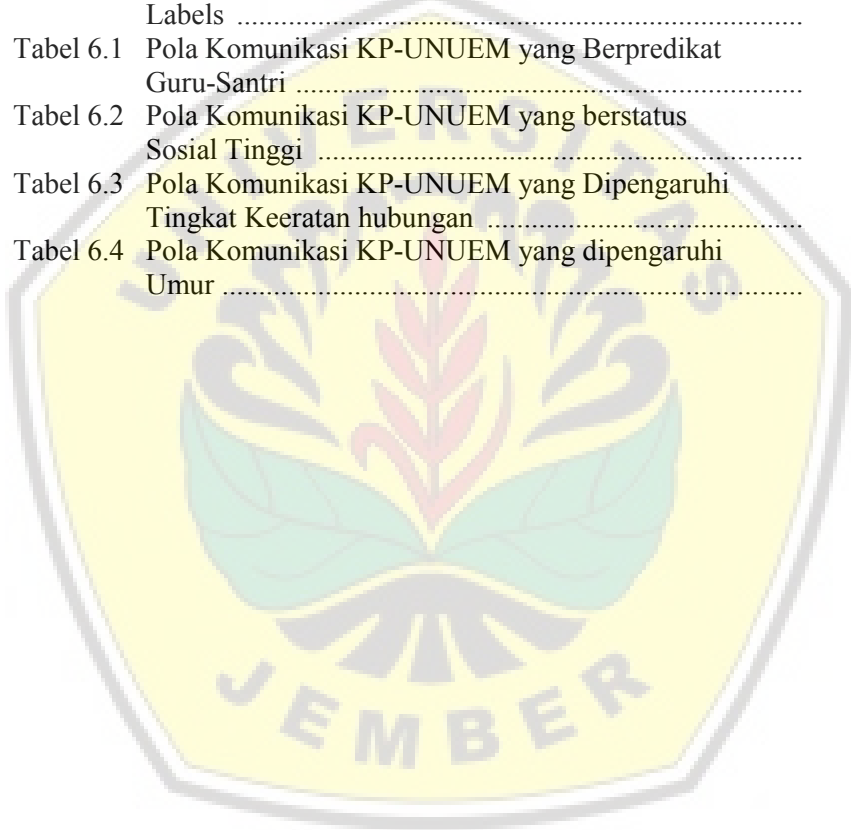 Labels ..............................................................................
Tabel 6.1 Pola Komunikasi KP-UNUEM yang Berpredikat
Guru-Santri ......................................................................
Tabel 6.2 Pola Komunikasi KP-UNUEM yang berstatus
Sosial Tinggi ...................................................................
Tabel 6.3 Pola Komunikasi KP-UNUEM yang Dipengaruhi
Tingkat Keeratan hubungan ............................................
Tabel 6.4 Pola Komunikasi KP-UNUEM yang dipengaruhi
Umur ................................................................................
UNIVERSITAS
JEMBER